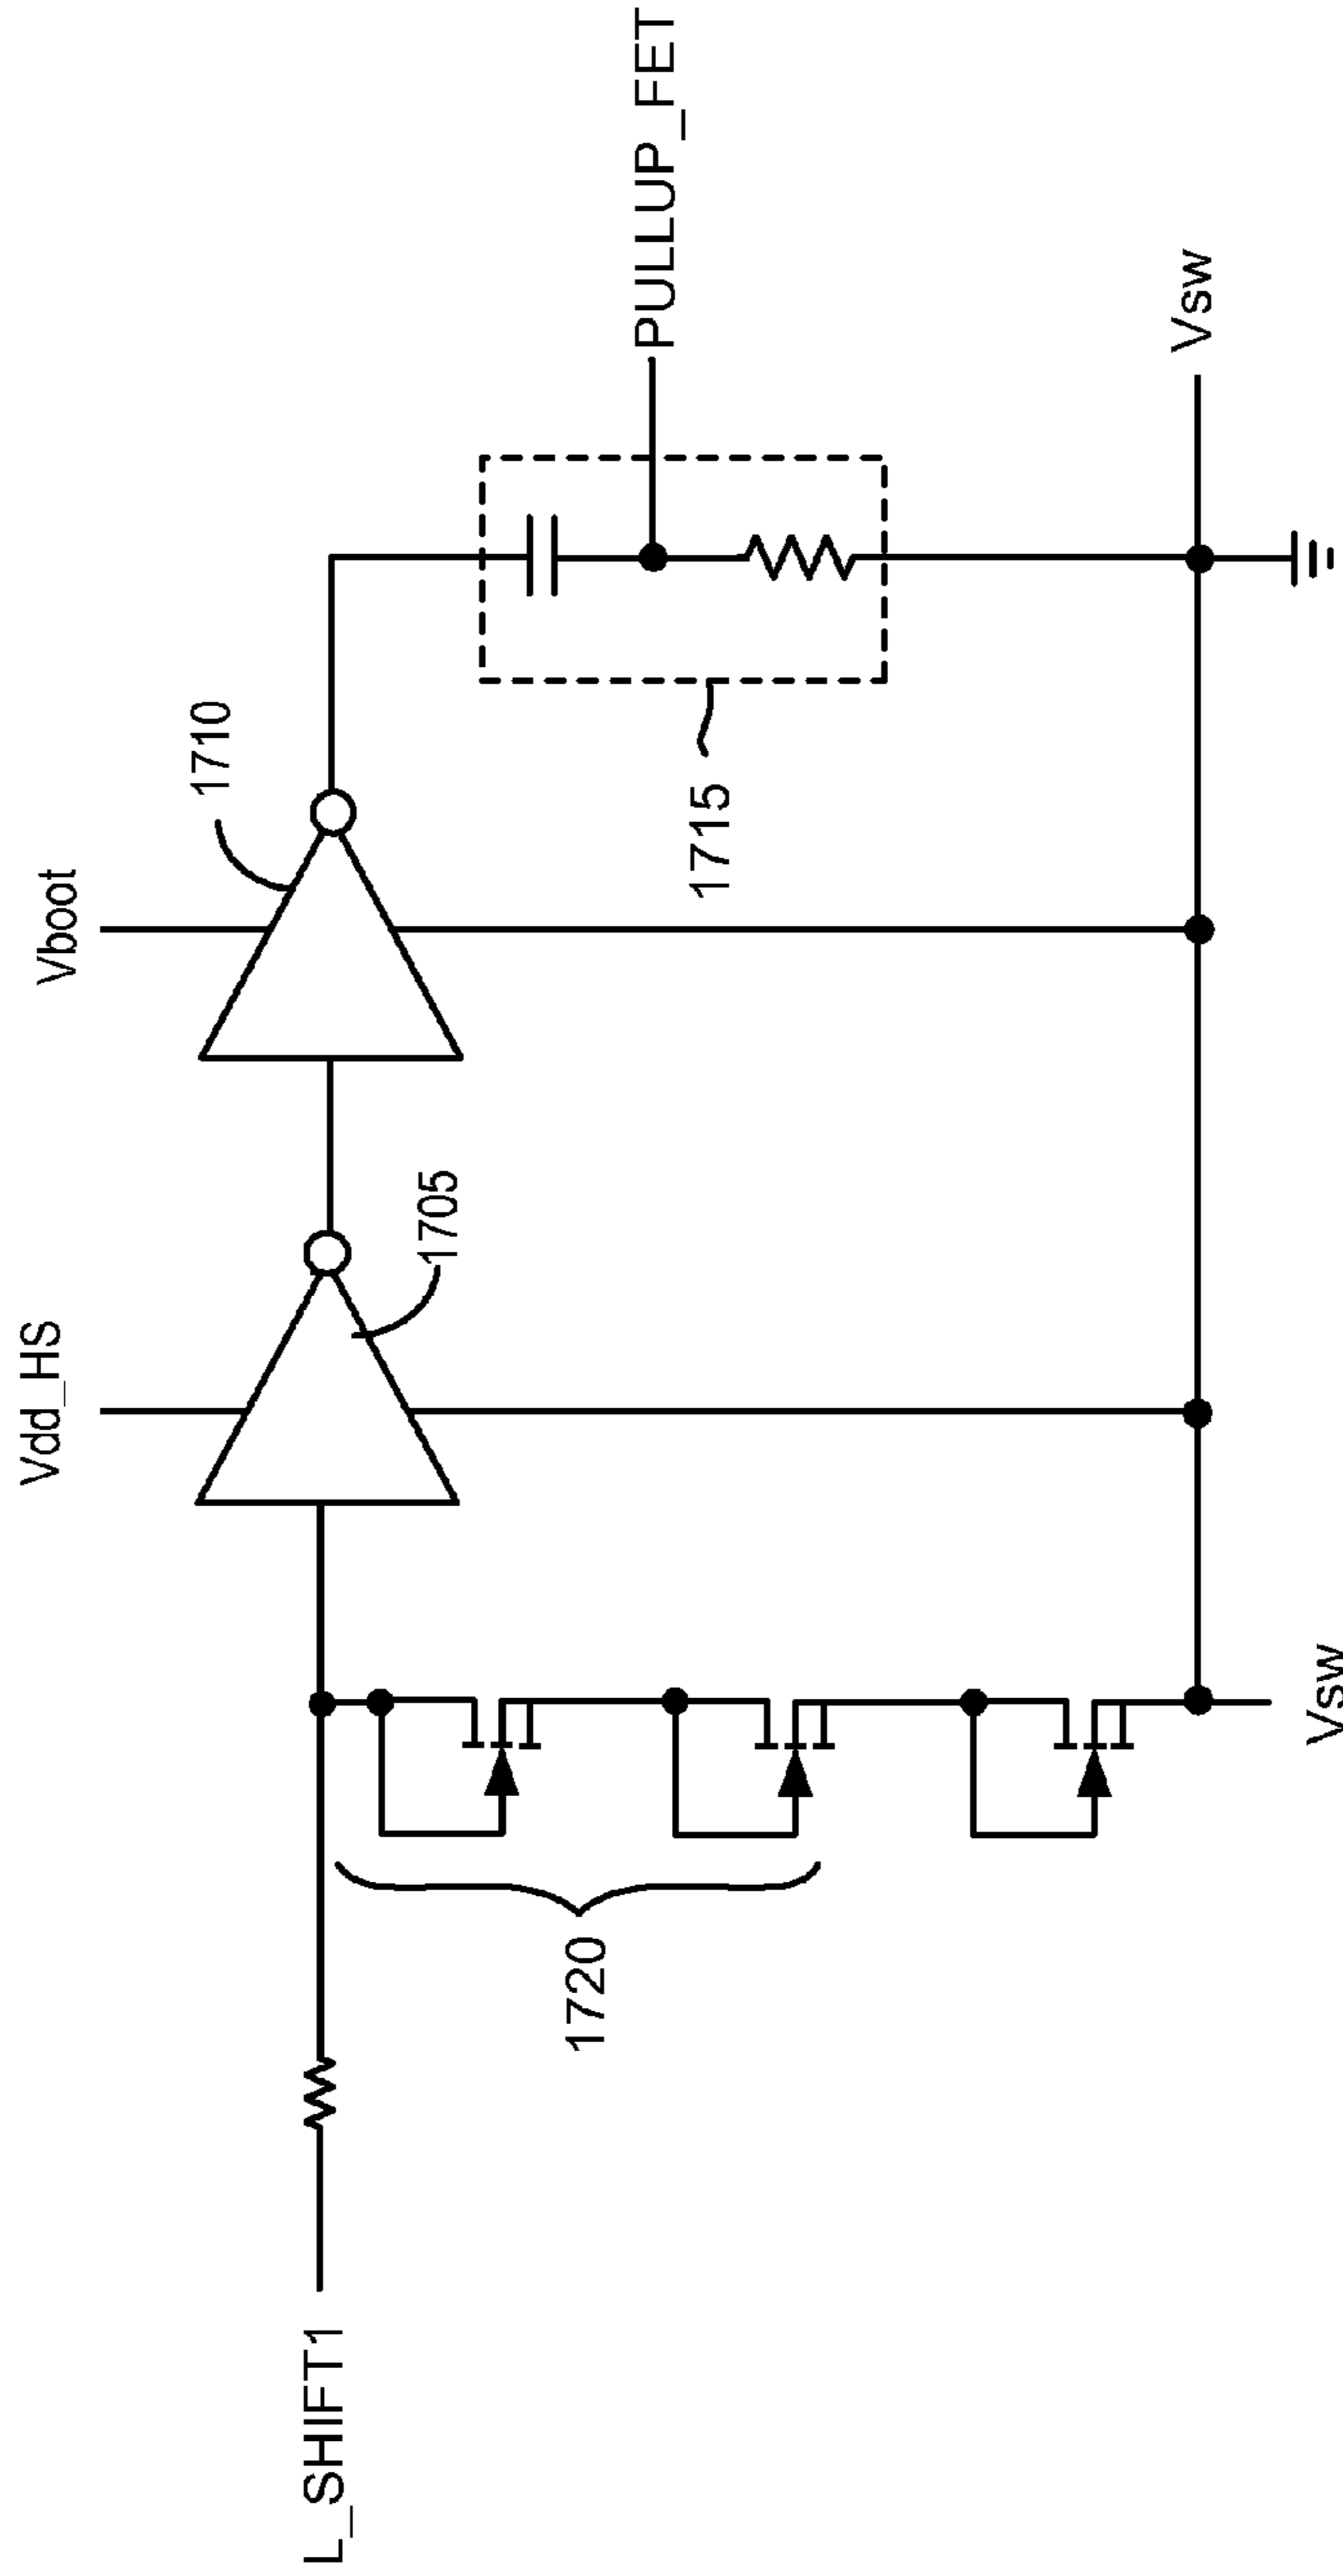 L_SHIFT1
1720
Vsw
Vdd_HS
1705
Vboot
1710
1715
PULLUP_FET
Vsw